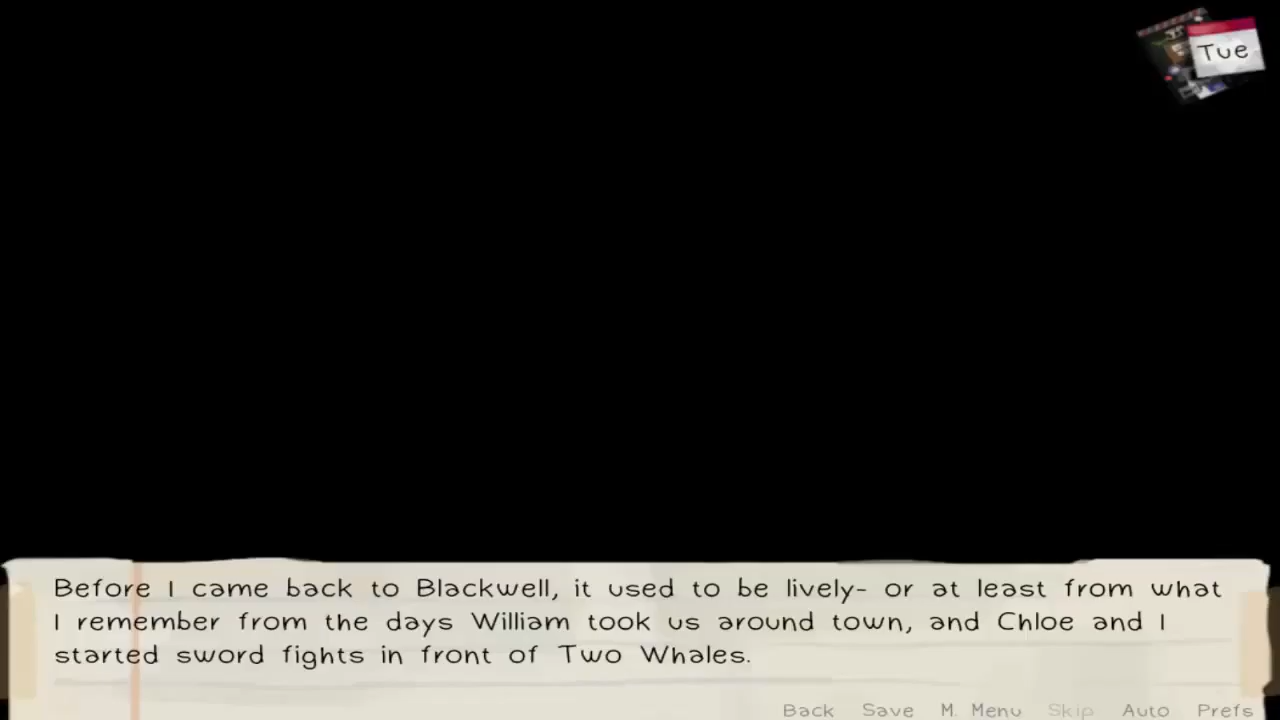 Tue
Before I came back to Blackwell, it used to be lively- or at least from what
I remember from the days William took us around town, and Chloe and I
started sword fights in front of Two Whales.
Back Save M. Menu Skip Auto Prefs